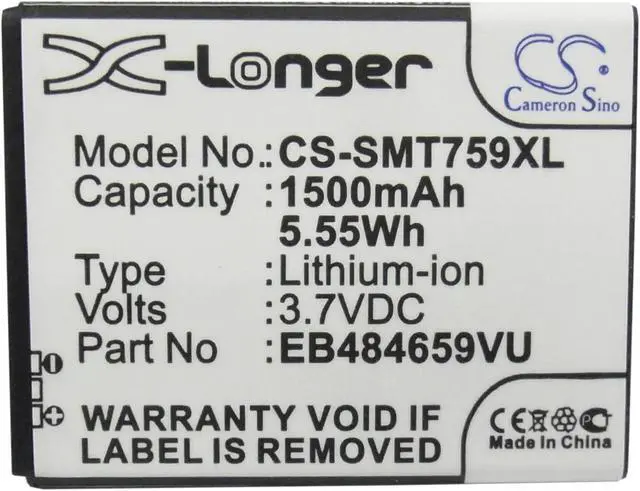 X-Longer
CS
Cameron Sino
Model No.: CS-SMT759XL
Capacity : 1500mAh
5.55Wh
Type : Lithium-ion
Volts : 3.7VDC
Part No : EB484659VU
WARRANTY VOID IF
LABEL IS REMOVED
CE
Made In China.